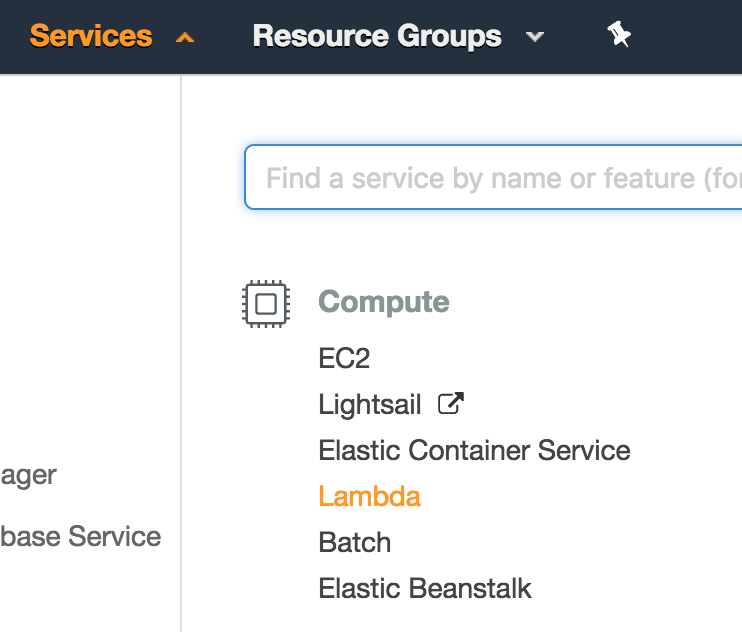 Services
Resource Groups
Find a service by name or feature (for
Compute
EC2
Lightsail
Elastic Container Service
Lambda
Batch
Elastic Beanstalk
ager
base Service